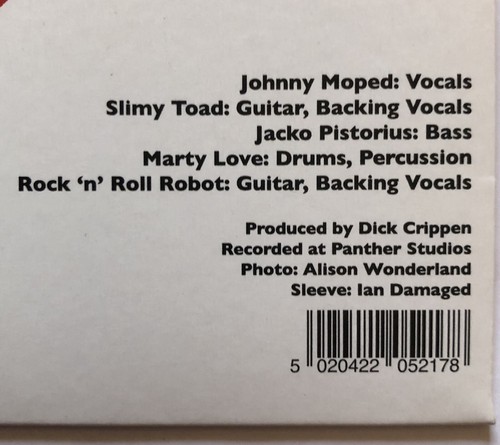 Johnny Moped: Vocals
Slimy Toad: Guitar, Backing Vocals
Jacko Pistorius: Bass
Marty Love: Drums, Percussion
Rock ‘n’ Roll Robot: Guitar, Backing Vocals
Produced by Dick Crippen
Recorded at Panther Studios
Photo: Alison Wonderland
Sleeve: Ian Damaged
5 020422 052178